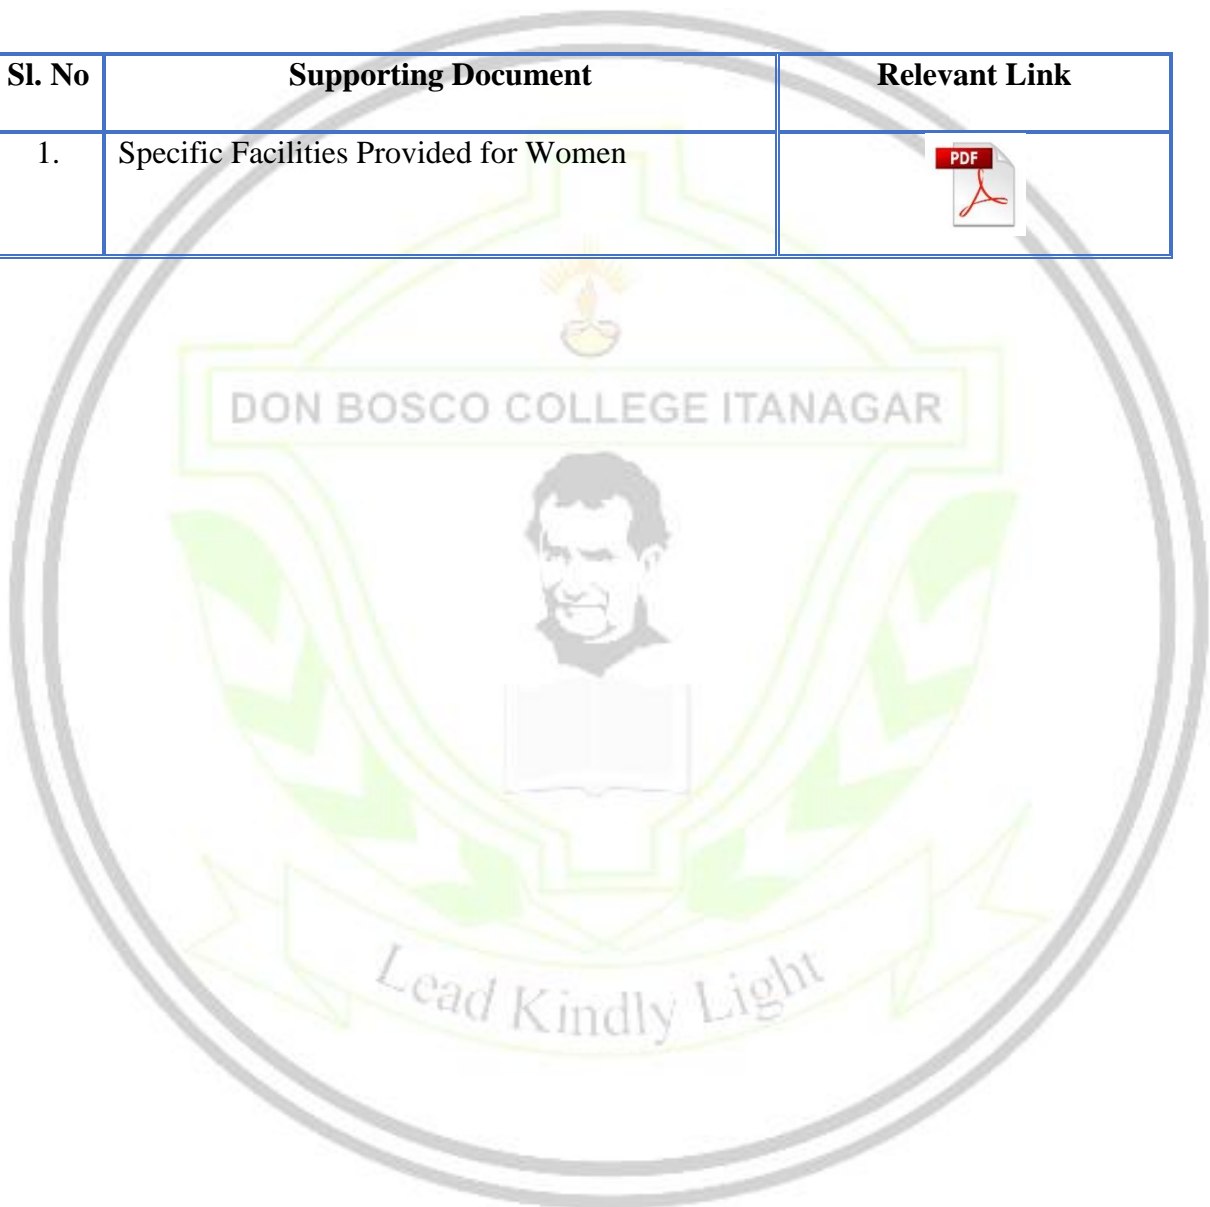 Sl. No Supporting Document Relevant Link
1. Specific Facilities Provided for Women PDF
DON BOSCO COLLEGE ITANAGAR
Lead Kindly Light